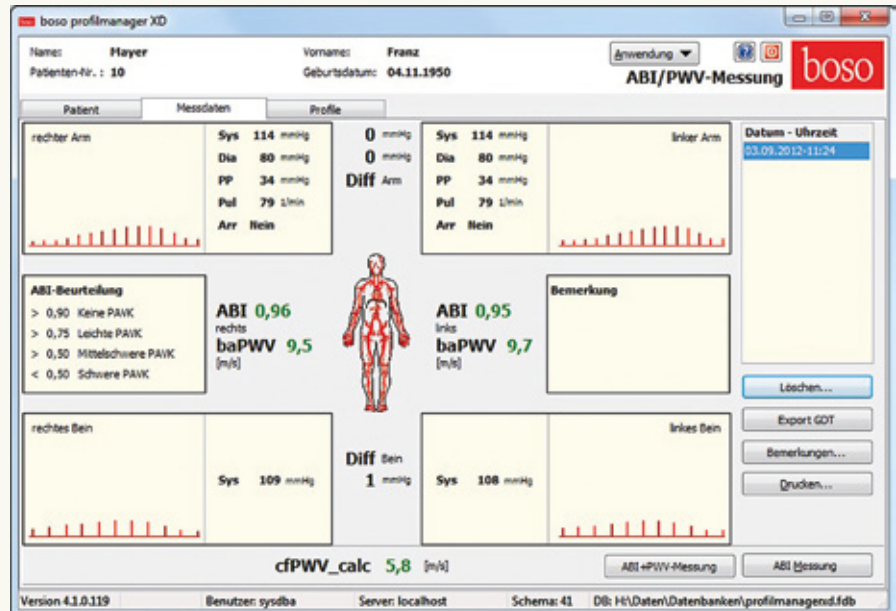 boso boso profilmanager XD
Name: Mayer Vorname: Franz Anwendung
Patienten-Nr. : 10 Geburtsdatum: 04.11.1950 ABI/PWV-Messung boso
Patient Messdaten Profile
rechter Arm Sys 114 mmHg 0 mmHg Sys 114 mmHg linker Arm Datum - Uhrzeit
Dia 80 mmHg 0 mmHg Dia 80 mmHg 03.09.2012-11:24
PP 34 mmHg Diff Arm PP 34 mmHg
Pul 79 1/min Pul 79 1/min
Arr Nein Arr Nein
ABI-Beurteilung Bemerkung
> 0,90 Keine PAVK ABI 0,96 ABI 0,95
> 0,75 Leichte PAVK rechts links
> 0,50 Mittelschwere PAVK baPWV 9,5 baPWV 9,7
< 0,50 Schwere PAVK [m/s] [m/s]
Löschen...
rechtes Bein linkes Bein Export GDT
Diff Bein Bemerkungen...
Sys 109 mmHg 1 mmHg Sys 108 mmHg Drucken...
cfPWV_calc 5,8 [m/s] ABI+PWV-Messung ABI Messung
Version 4.1.0.119 Benutzer: sysdba Server: localhost Schema: 41 DB: H:\Daten\Datenbanken\profilmanagerxd.fdb